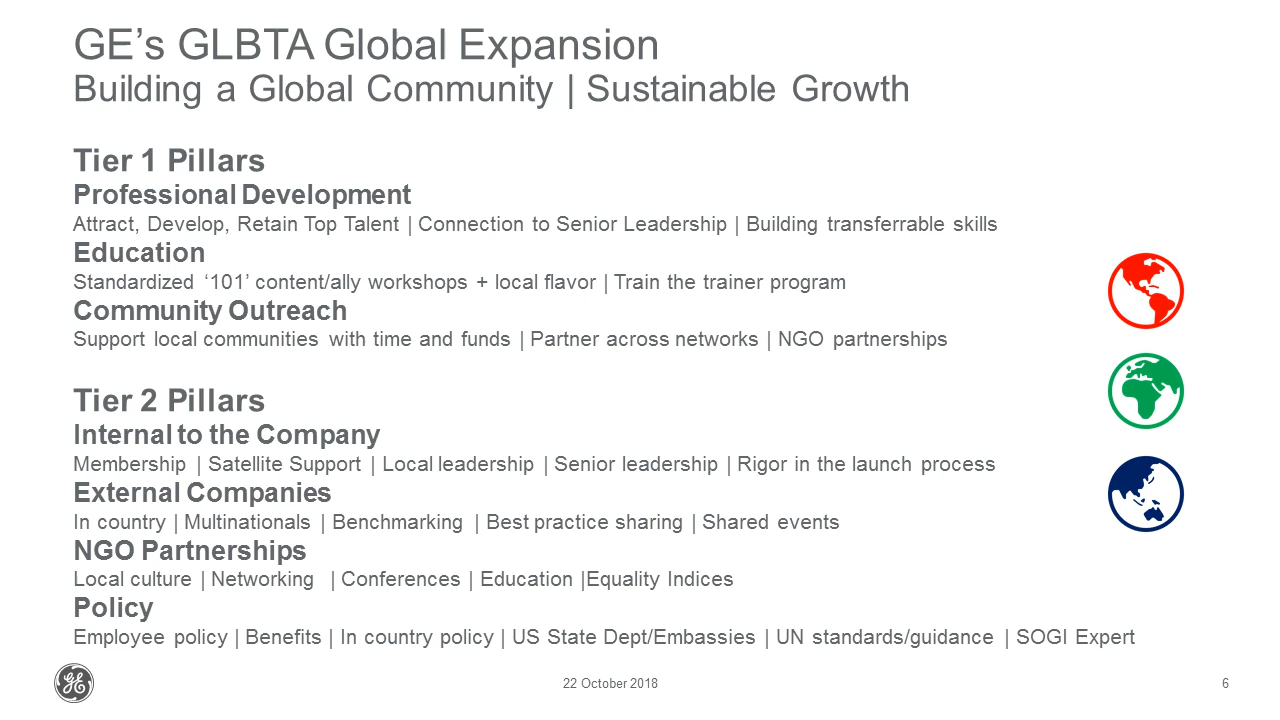 GE’s GLBTA Global Expansion
Building a Global Community | Sustainable Growth
Tier 1 Pillars
Professional Development
Attract, Develop, Retain Top Talent | Connection to Senior Leadership | Building transferrable skills
Education
Standardized ‘101’ content/ally workshops + local flavor | Train the trainer program
Community Outreach
Support local communities with time and funds | Partner across networks | NGO partnerships
Tier 2 Pillars
Internal to the Company
Membership | Satellite Support | Local leadership | Senior leadership | Rigor in the launch process
External Companies
In country | Multinationals | Benchmarking | Best practice sharing | Shared events
NGO Partnerships
Local culture | Networking | Conferences | Education |Equality Indices
Policy
Employee policy | Benefits | In country policy | US State Dept/Embassies | UN standards/guidance | SOGI Expert
GE
22 October 2018
6